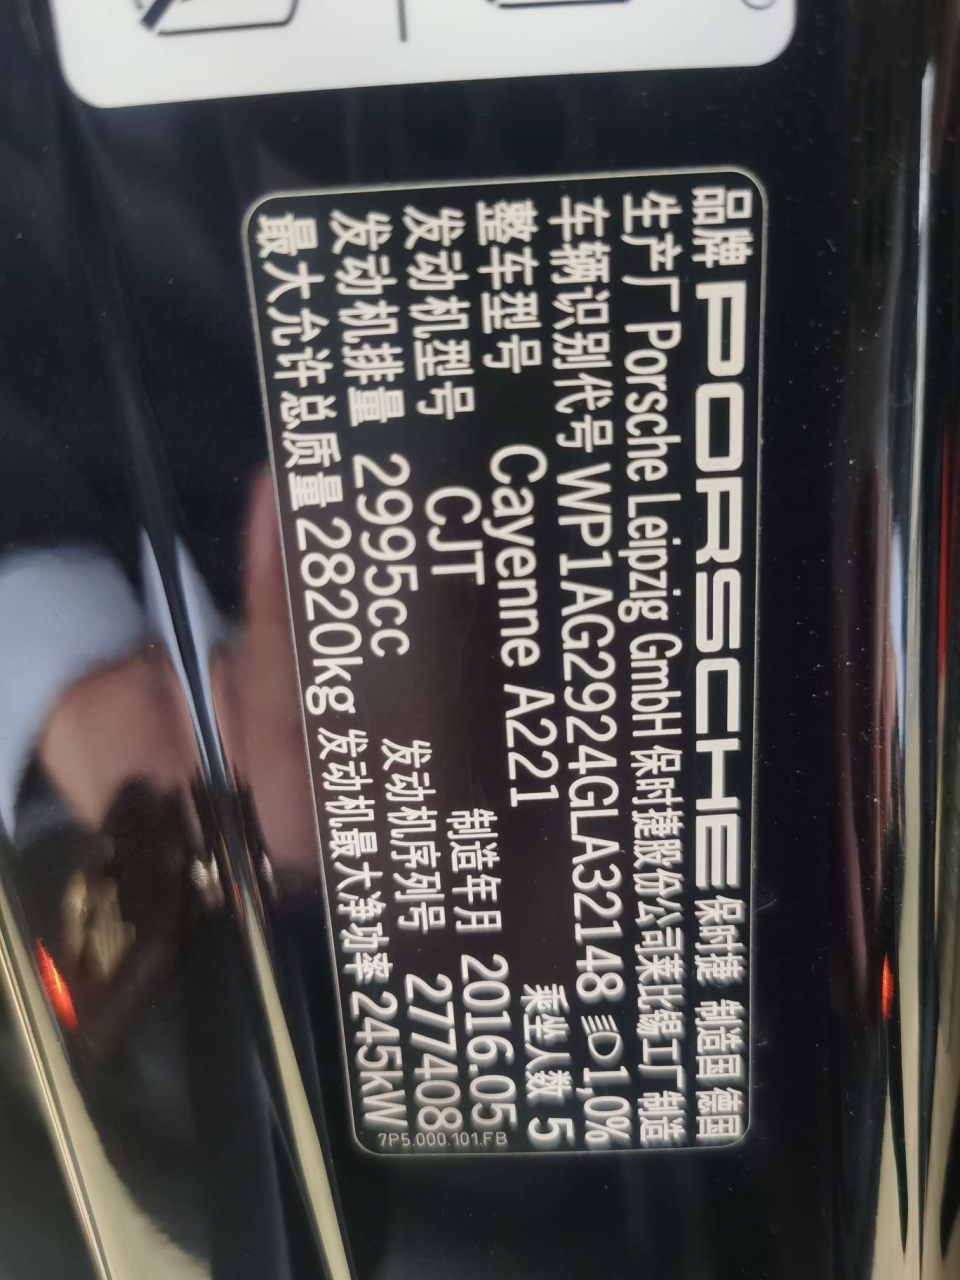 品牌 PORSCHE 保时捷 制造国 德国
生产厂 Porsche Leipzig GmbH 保时捷股份公司莱比锡工厂 制造
车辆识别代号 WP1AG2924GLA32148 1,0%
整车型号 Cayenne A221 乘坐人数 5
发动机型号 CJT 制造年月 2016.05
发动机排量 2995cc 发动机序列号 277408
最大允许总质量 2820kg 发动机最大净功率 245kW
7P5.000.101.FB